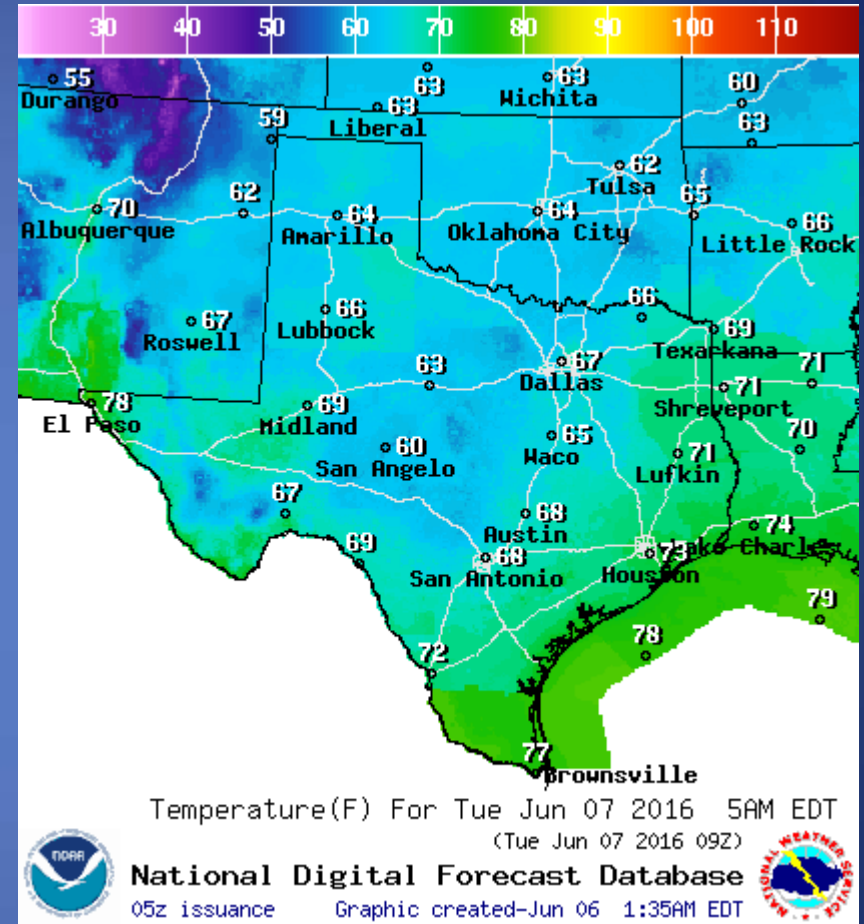 30 40 50 60 70 80 90 100 110
55
Durango
63
63
Wichita
60
63
Liberal
59
63
62
Tulsa
70
Albuquerque
62
64
Amarillo
64
Oklahoma City
65
66
Little Rock
67
Roswell
66
Lubbock
66
69
Texarkana
63
67
Dallas
71
Shreveport
71
78
El Paso
69
Midland
60
San Angelo
65
Waco
71
Lufkin
70
67
68
Austin
74
Lake Charles
69
68
San Antonio
73
Houston
79
78
72
77
Brownsville
Temperature(F) For Tue Jun 07 2016 5AM EDT
(Tue Jun 07 2016 09Z)
NOAA
National Digital Forecast Database
05z issuance Graphic created-Jun 06 1:35AM EDT
NATIONAL WEATHER SERVICE